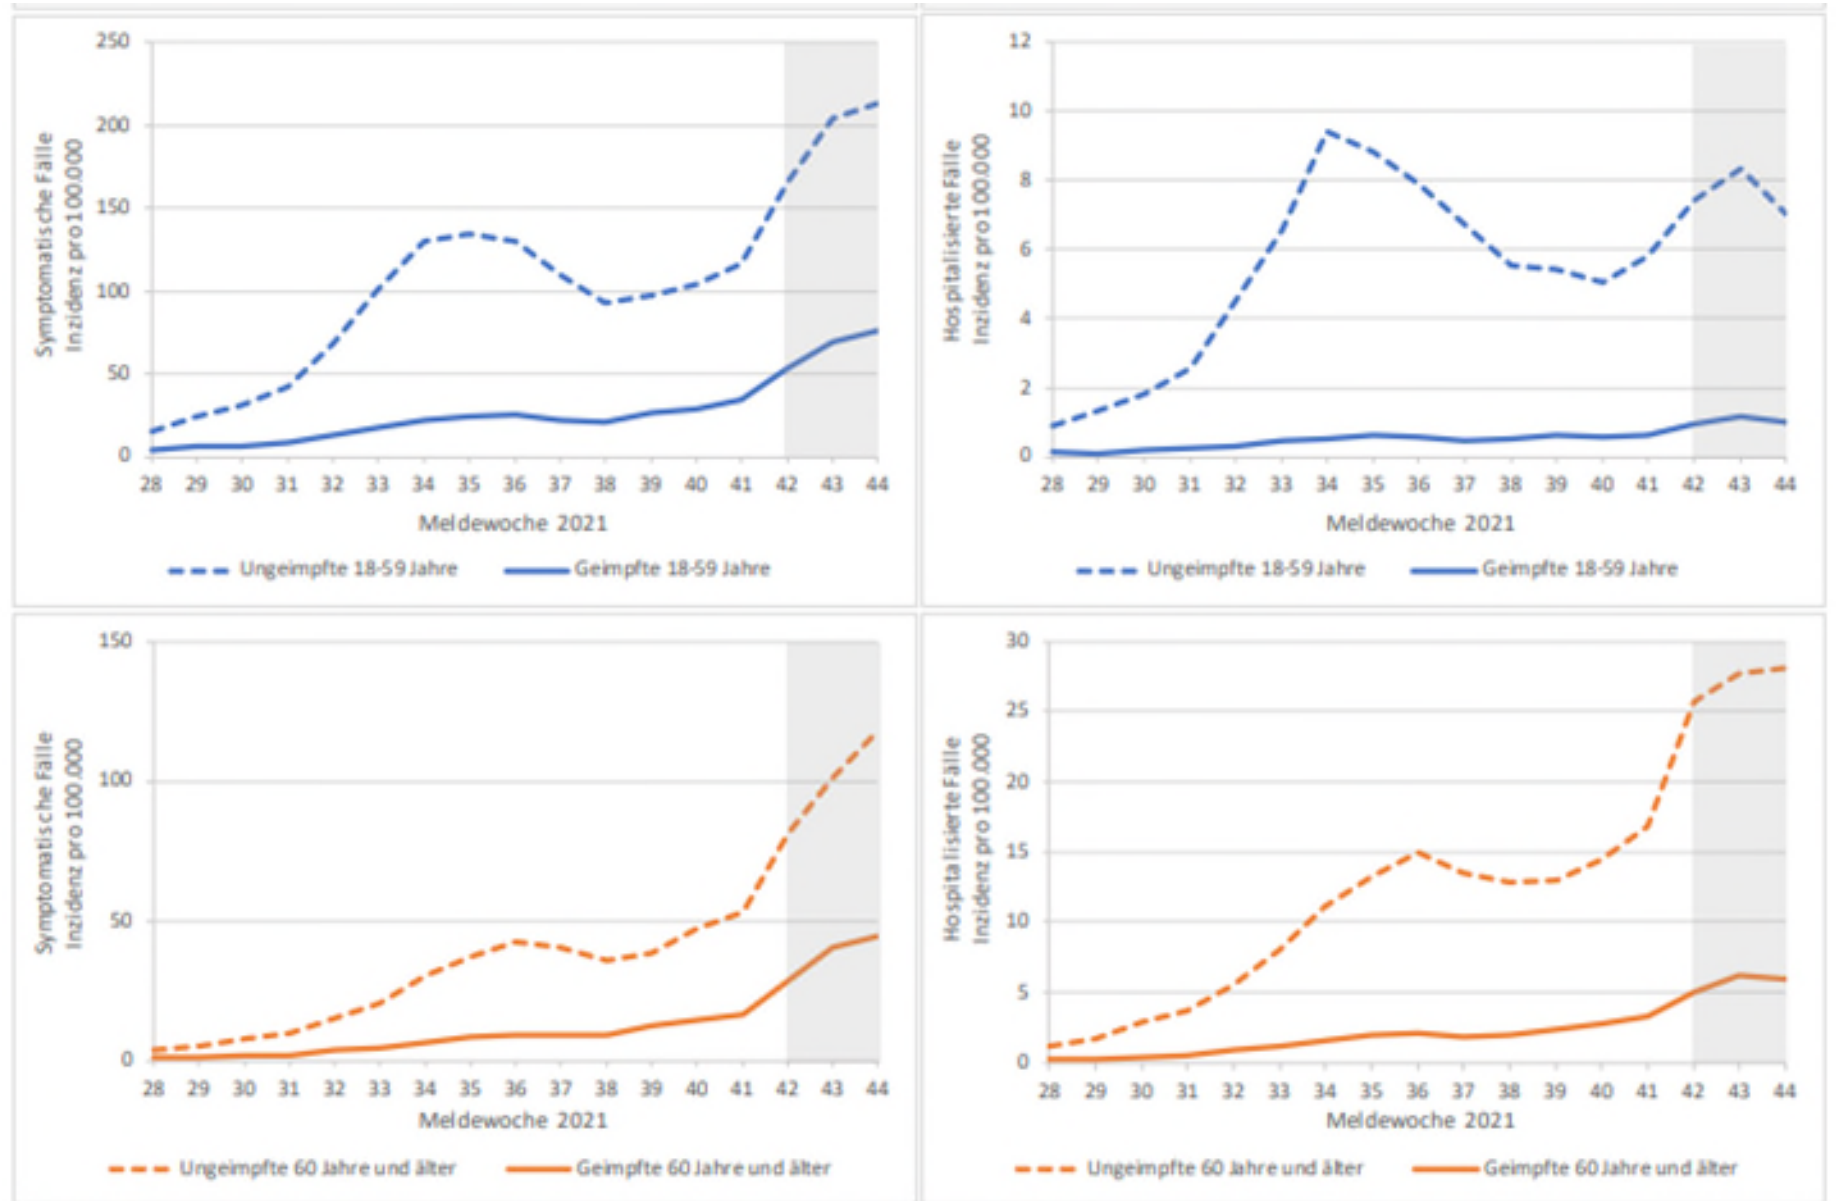 250
200
150
100
50
0
Symptomatische Fälle
Inzidenz pro 100.000
28 29 30 31 32 33 34 35 36 37 38 39 40 41 42 43 44
Meldewoche 2021
Ungeimpfte 18-59 Jahre Geimpfte 18-59 Jahre
12
10
8
6
4
2
0
Hospitalisierte Fälle
Inzidenz pro 100.000
28 29 30 31 32 33 34 35 36 37 38 39 40 41 42 43 44
Meldewoche 2021
Ungeimpfte 18-59 Jahre Geimpfte 18-59 Jahre
150
100
50
0
Symptomatische Fälle
Inzidenz pro 100.000
28 29 30 31 32 33 34 35 36 37 38 39 40 41 42 43 44
Meldewoche 2021
Ungeimpfte 60 Jahre und älter Geimpfte 60 Jahre und älter
30
25
20
15
10
5
0
Hospitalisierte Fälle
Inzidenz pro 100.000
28 29 30 31 32 33 34 35 36 37 38 39 40 41 42 43 44
Meldewoche 2021
Ungeimpfte 60 Jahre und älter Geimpfte 60 Jahre und älter